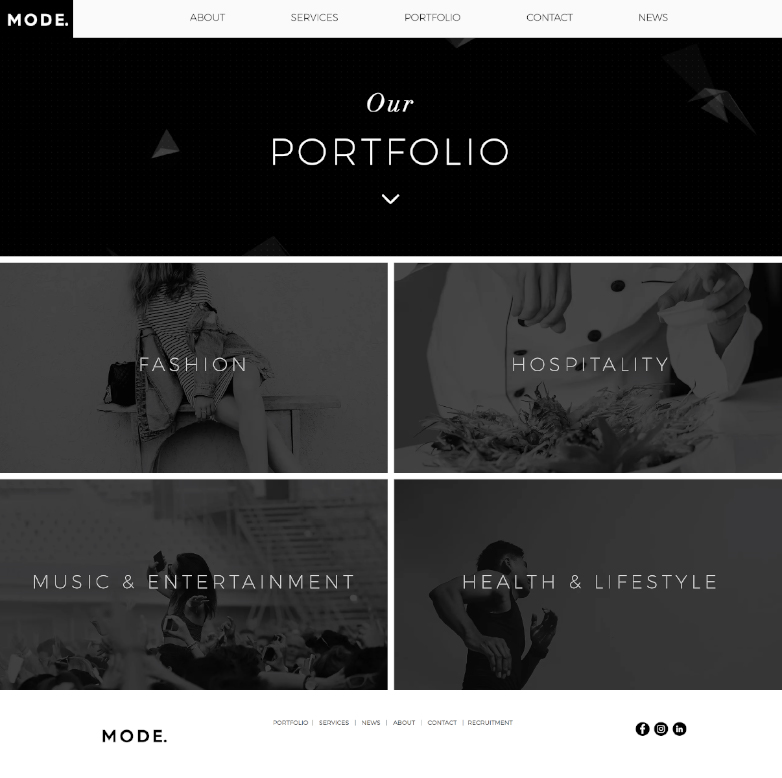 MODE.
ABOUT SERVICES PORTFOLIO CONTACT NEWS
Our
PORTFOLIO
FASHION
HOSPITALITY
MUSIC & ENTERTAINMENT
HEALTH & LIFESTYLE
PORTFOLIO | SERVICES | NEWS | ABOUT | CONTACT | RECRUITMENT
MODE.